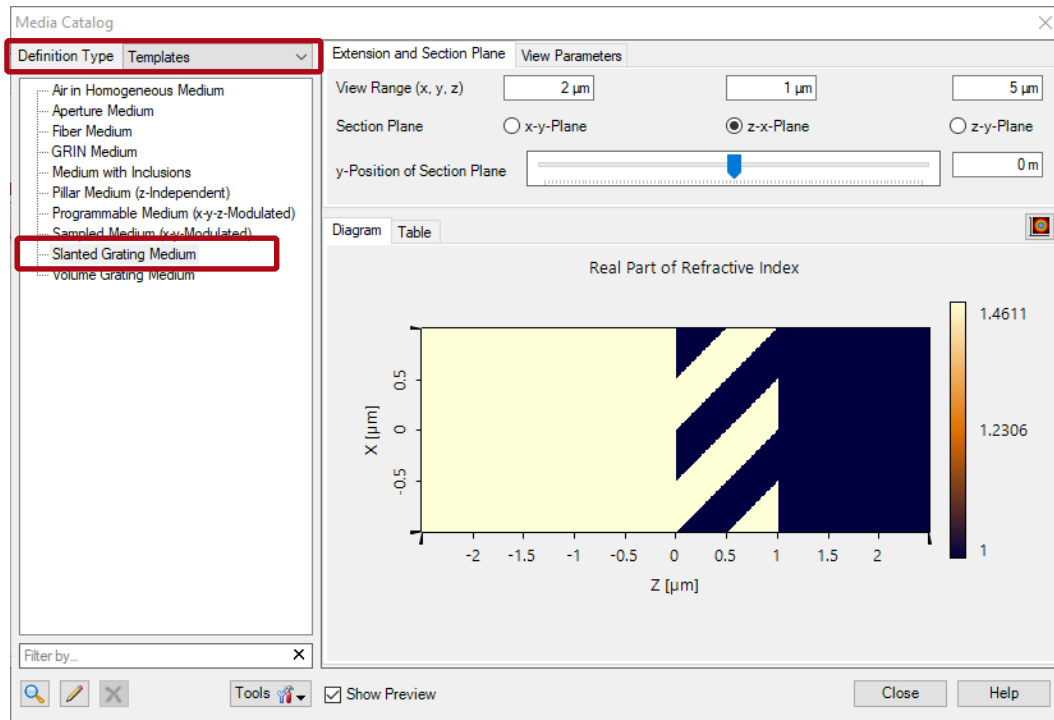 Media Catalog
Definition Type Templates
Air in Homogeneous Medium
Aperture Medium
Fiber Medium
GRIN Medium
Medium with Inclusions
Pillar Medium (z-Independent)
Programmable Medium (x-y-z-Modulated)
Sampled Medium (x-y-Modulated)
Slanted Grating Medium
Volume Grating Medium
Filter by...
Tools
Extension and Section Plane View Parameters
View Range (x, y, z) 2 µm 1 µm 5 µm
Section Plane x-y-Plane z-x-Plane z-y-Plane
y-Position of Section Plane 0 m
Diagram Table
Real Part of Refractive Index
1.4611
1.2306
1
X [µm]
0.5
0
-0.5
-2 -1.5 -1 -0.5 0 0.5 1 1.5 2
Z [µm]
Show Preview Close Help